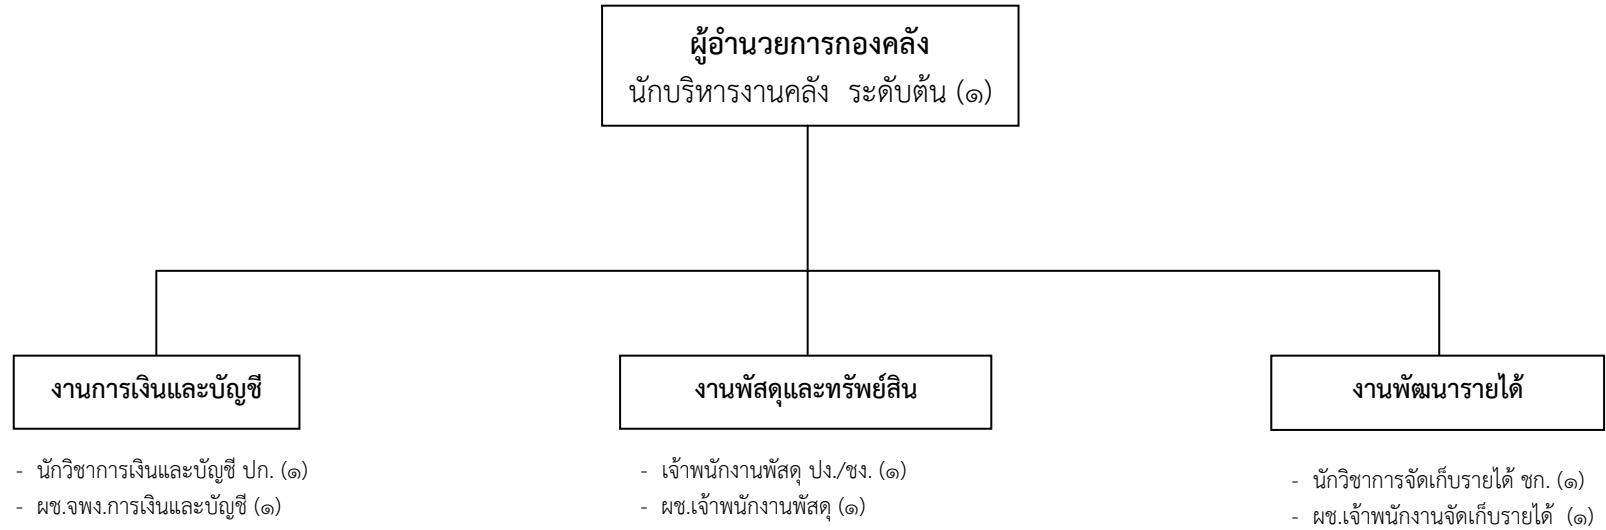 ผู้อำนวยการกองคลัง
นักบริหารงานคลัง ระดับต้น (๑)
งานการเงินและบัญชี
- นักวิชาการเงินและบัญชี ปก. (๑)
- ผช.จพง.การเงินและบัญชี (๑)
งานพัสดุและทรัพย์สิน
- เจ้าพนักงานพัสดุ ปง./ชง. (๑)
- ผช.เจ้าพนักงานพัสดุ (๑)
งานพัฒนารายได้
- นักวิชาการจัดเก็บรายได้ ชก. (๑)
- ผช.เจ้าพนักงานจัดเก็บรายได้ (๑)